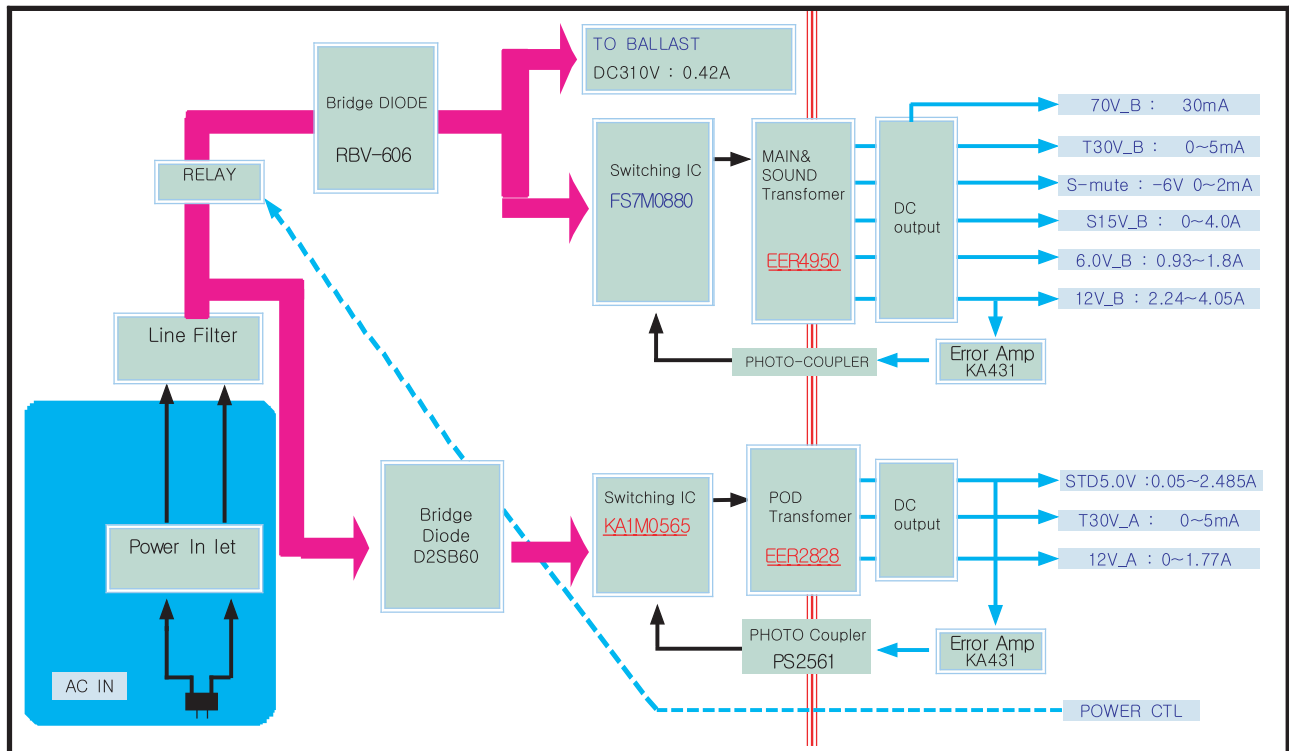 TO BALLAST
DC310V : 0.42A
Bridge DIODE
RBV-606
RELAY
Switching IC
FS7M0880
MAIN&
SOUND
Transfomer
EER4950
DC
output
70V_B : 30mA
T30V_B : 0~5mA
S-mute : -6V 0~2mA
S15V_B : 0~4.0A
6.0V_B : 0.93~1.8A
12V_B : 2.24~4.05A
Line Filter
PHOTO-COUPLER
Error Amp
KA431
Bridge
Diode
D2SB60
Switching IC
KA1M0565
POD
Transfomer
EER2828
DC
output
STD5.0V :0.05~2.485A
T30V_A : 0~5mA
12V_A : 0~1.77A
Power In let
PHOTO Coupler
PS2561
Error Amp
KA431
AC IN
POWER CTL